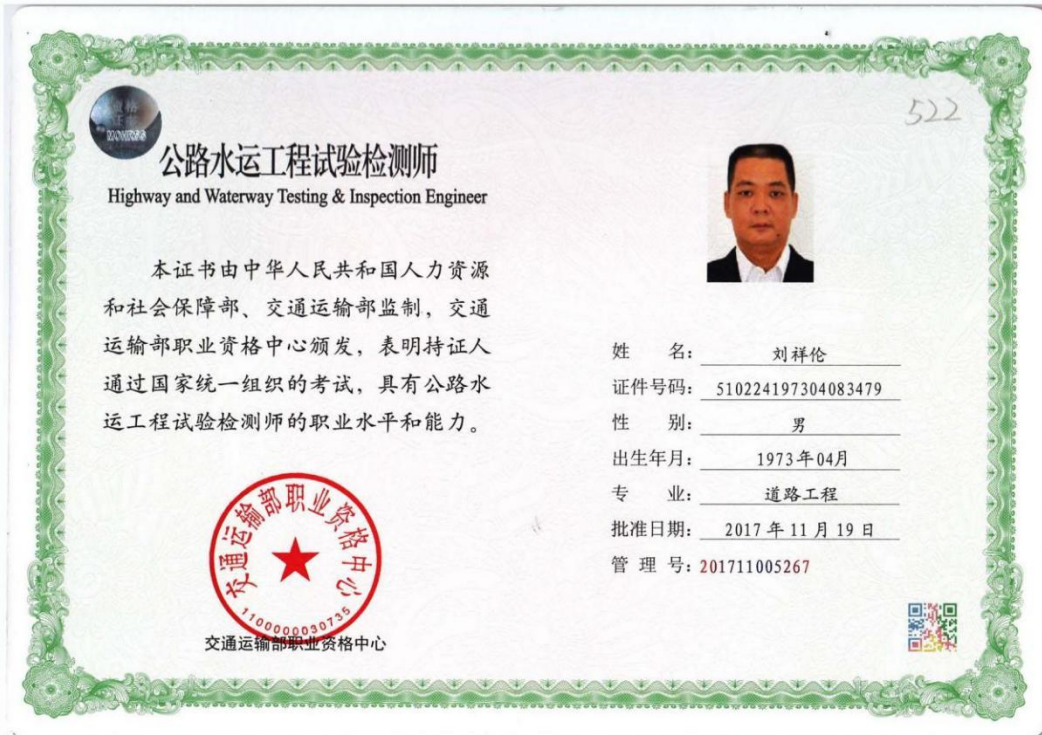 522
资格
公路水运工程试验检测师
Highway and Waterway Testing & Inspection Engineer
本证书由中华人民共和国人力资源
和社会保障部、交通运输部监制，交通
运输部职业资格中心颁发，表明持证人
通过国家统一组织的考试，具有公路水
运工程试验检测师的职业水平和能力。
交通运输部职业资格中心
1100000030735
交通运输部职业资格中心
姓 名： 刘祥伦
证件号码： 510224197304083479
性 别： 男
出生年月： 1973年04月
专 业： 道路工程
批准日期： 2017年11月19日
管 理 号：201711005267